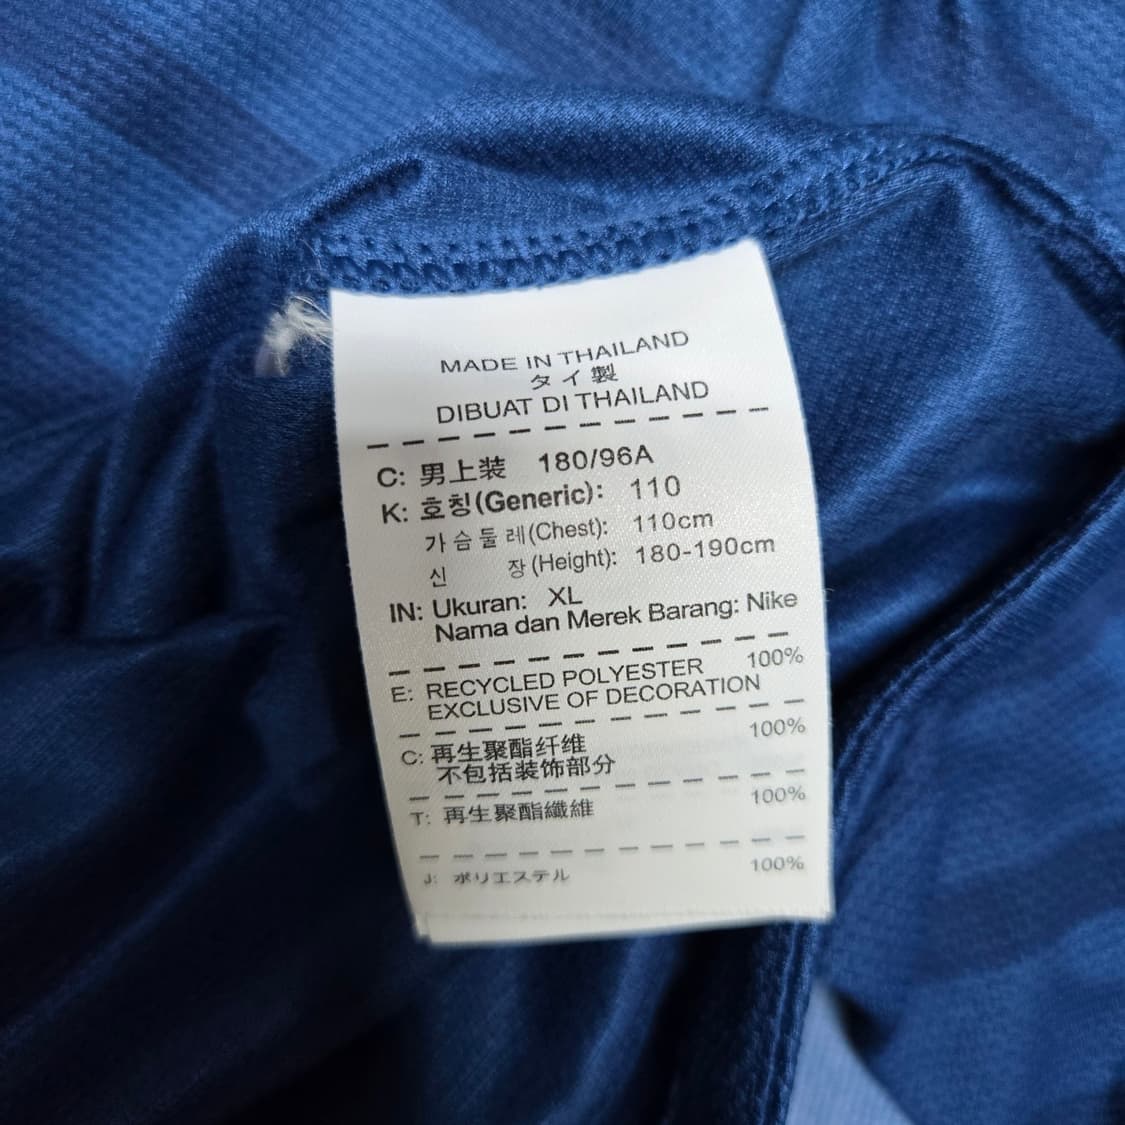 MADE IN THAILAND
タイ製
DIBUAT DI THAILAND
C: 男上装 180/96A
K: 호칭(Generic): 110
가슴둘레(Chest): 110cm
신 장(Height): 180-190cm
IN: Ukuran: XL
Nama dan Merek Barang: Nike
E: RECYCLED POLYESTER 100%
EXCLUSIVE OF DECORATION
C: 再生聚酯纤维 100%
不包括装饰部分
T: 再生聚酯纖維 100%
J: ポリエステル 100%